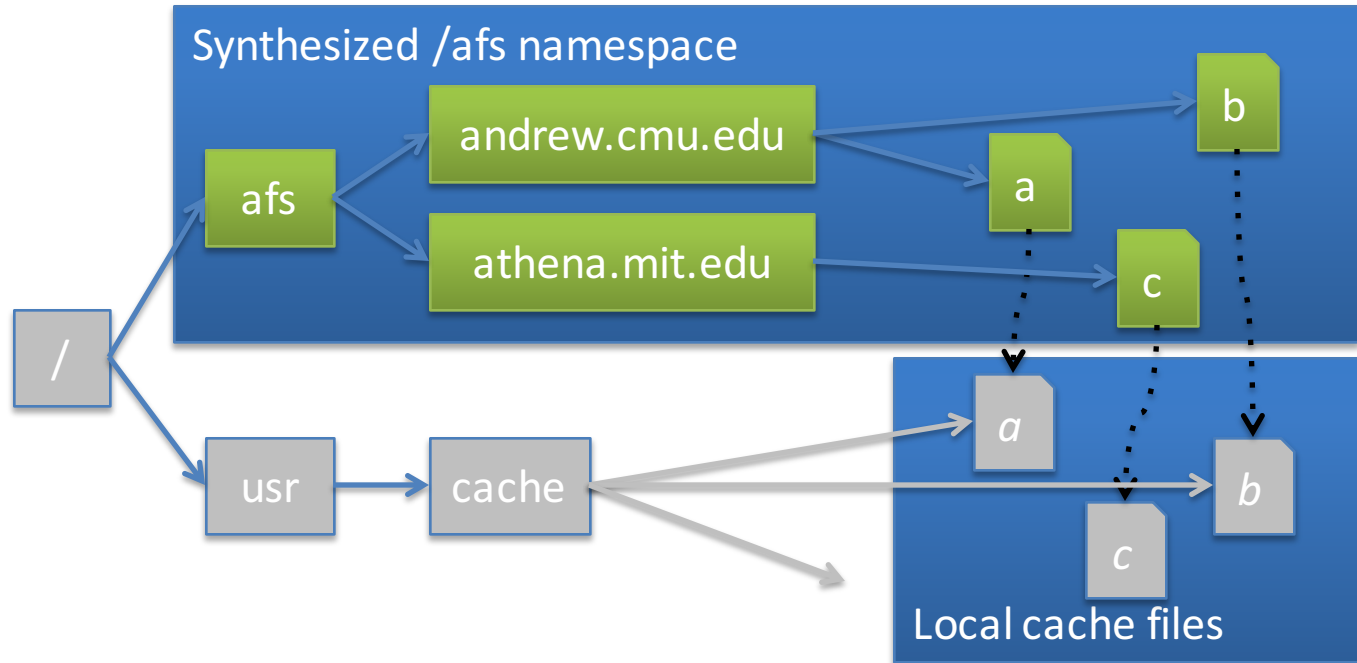 Synthesized /afs namespace
andrew.cmu.edu
b
afs
a
athena.mit.edu
c
/
a
usr
cache
b
c
Local cache files